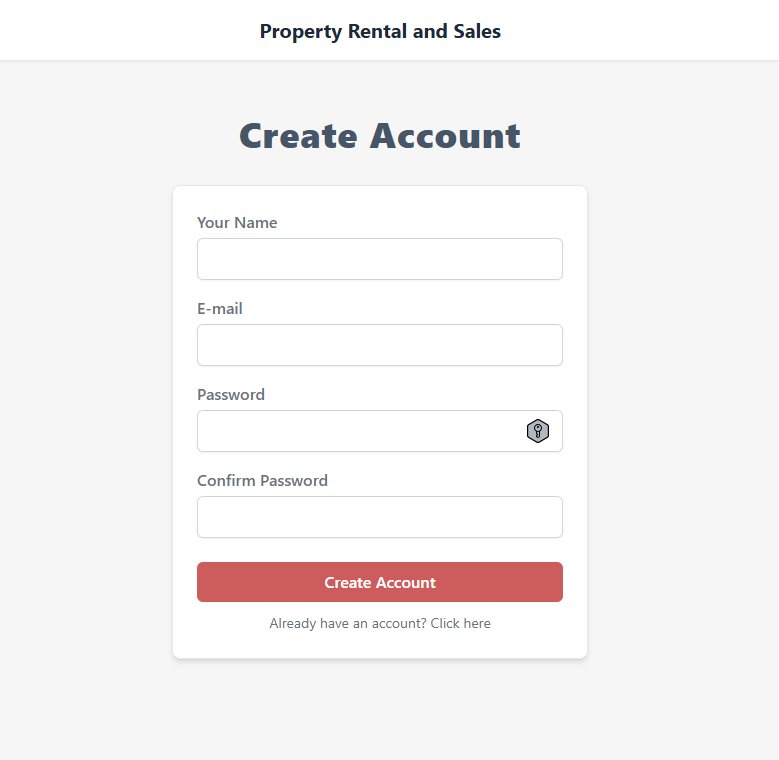 Property Rental and Sales
Create Account
Your Name
E-mail
Password
Confirm Password
Create Account
Already have an account? Click here